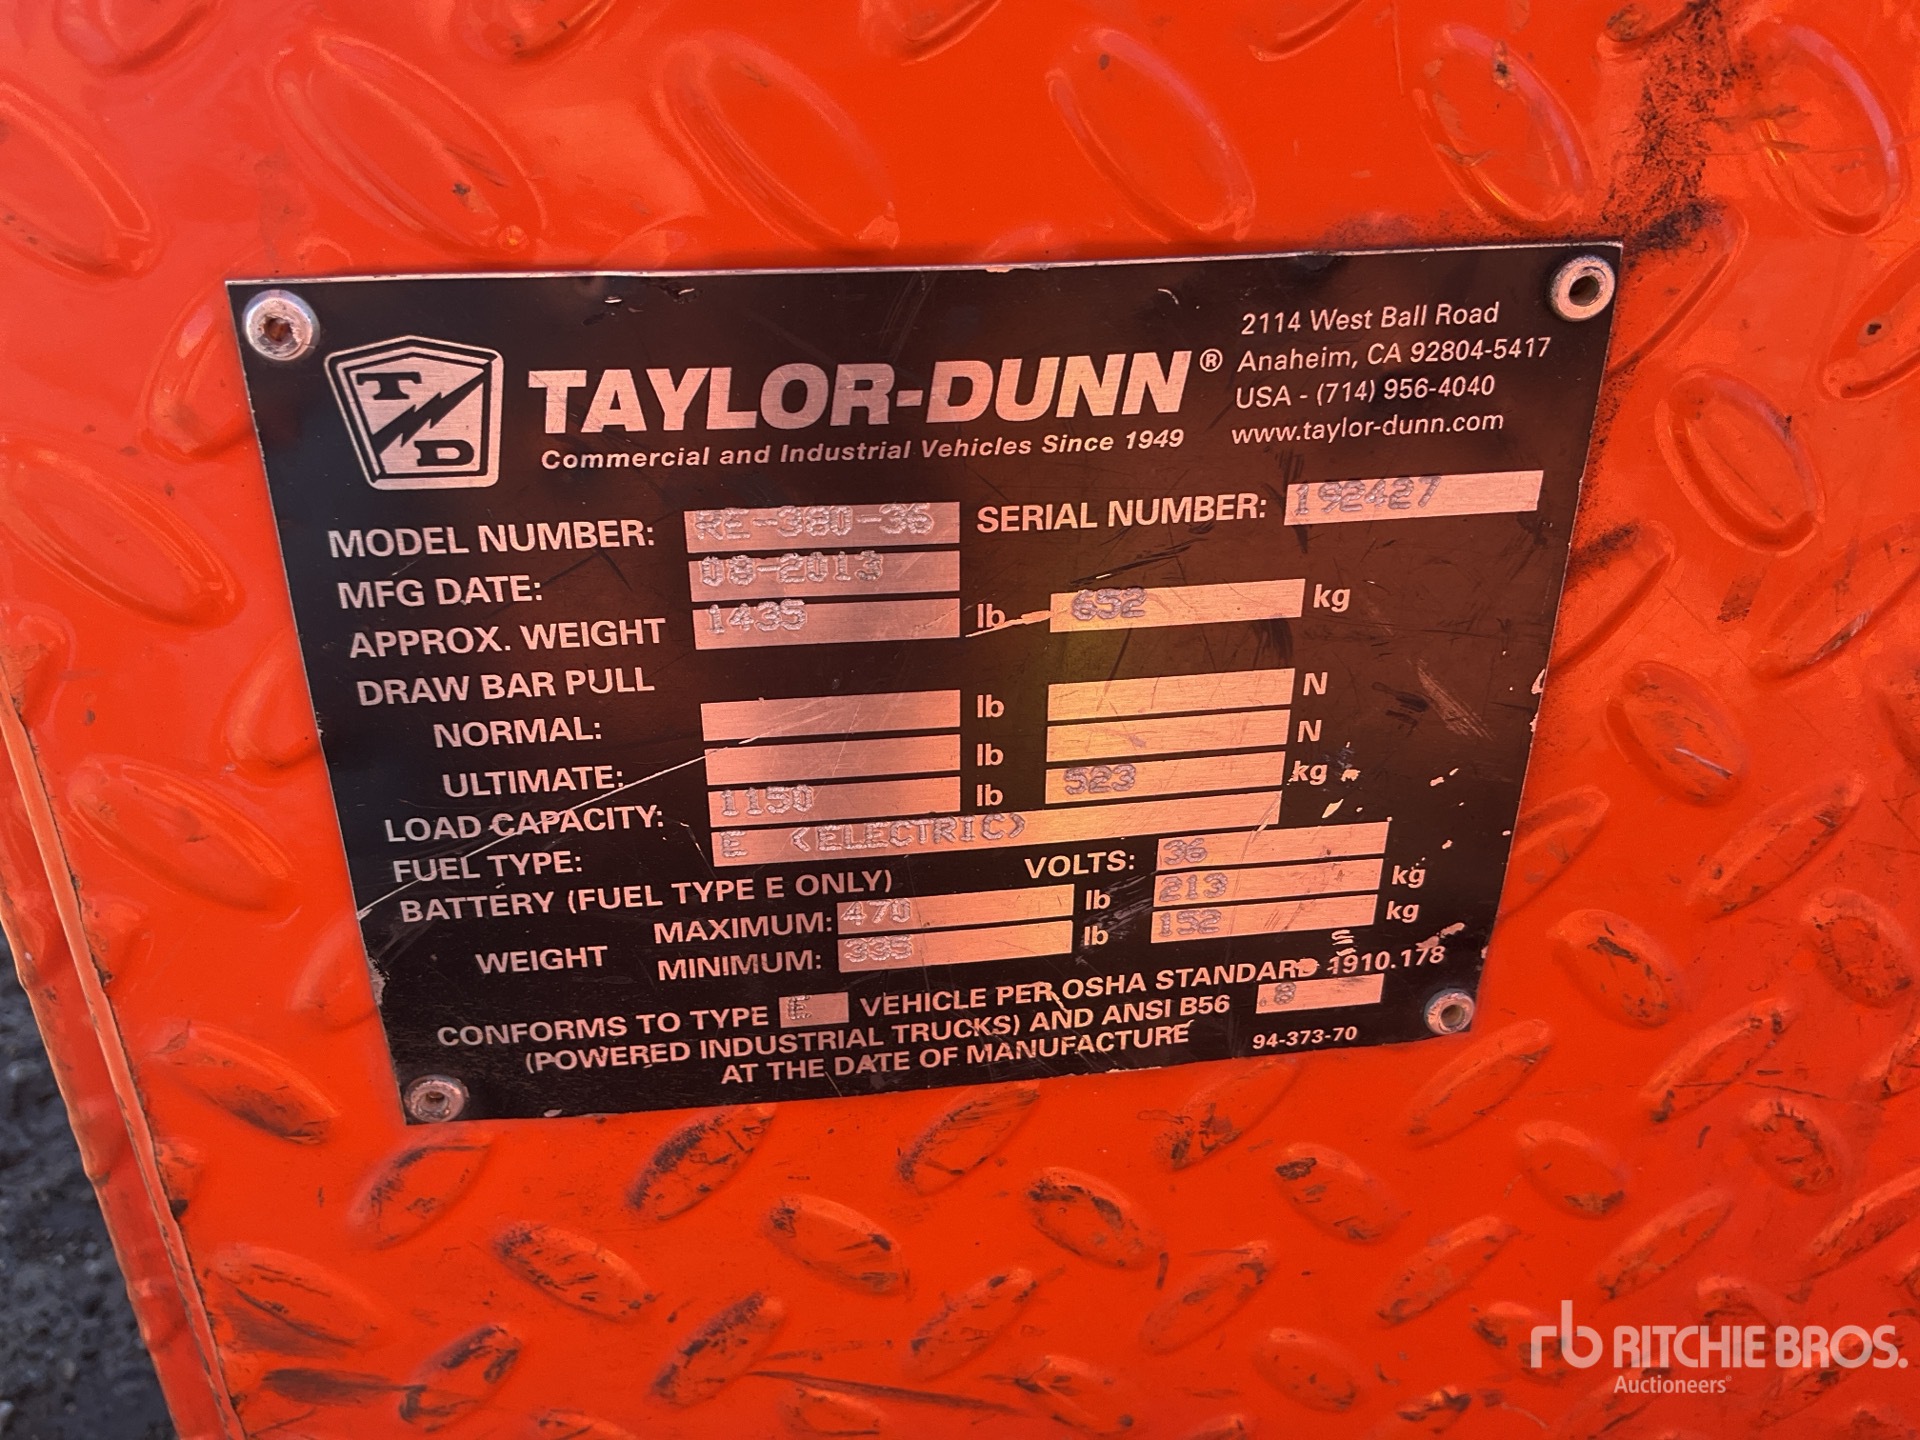 T D
TAYLOR-DUNN®
Commercial and Industrial Vehicles Since 1949
2114 West Ball Road
Anaheim, CA 92804-5417
USA - (714) 956-4040
www.taylor-dunn.com
MODEL NUMBER: RE-380-36 SERIAL NUMBER: 192427
MFG DATE: 08-2013
APPROX. WEIGHT 1435 lb 652 kg
DRAW BAR PULL
NORMAL: lb N
ULTIMATE: lb N
LOAD CAPACITY: 1150 lb 523 kg
FUEL TYPE: E <ELECTRIC>
BATTERY (FUEL TYPE E ONLY) VOLTS: 36
WEIGHT MAXIMUM: 470 lb 213 kg
MINIMUM: 335 lb 152 kg
CONFORMS TO TYPE E VEHICLE PER OSHA STANDARD 1910.178
(POWERED INDUSTRIAL TRUCKS) AND ANSI B56 .8
AT THE DATE OF MANUFACTURE 94-373-70
rb RITCHIE BROS.
Auctioneers